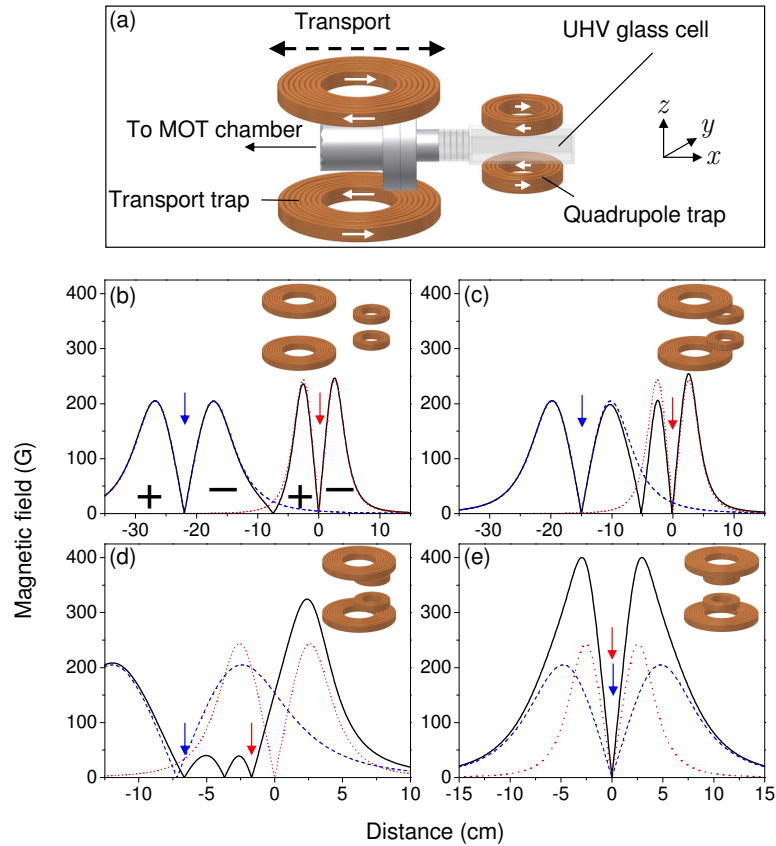 (a)
Transport
UHV glass cell
To MOT chamber
Transport trap
Quadrupole trap
z
y
x
(b)
(c)
400
300
200
100
0
400
300
200
100
0
+ − + −
-30 -20 -10 0 10
-30 -20 -10 0 10
Magnetic field (G)
(d)
(e)
400
300
200
100
0
400
300
200
100
0
-10 -5 0 5 10
-15 -10 -5 0 5 10 15
Distance (cm)